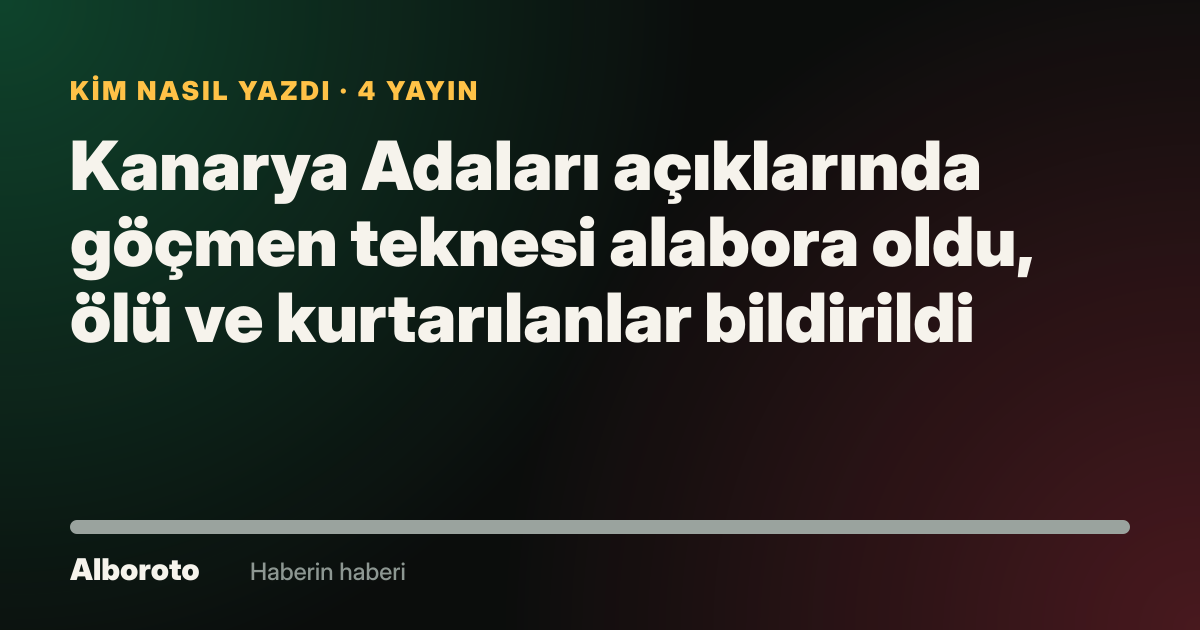 KİM NASIL YAZDI · 4 YAYIN
Kanarya Adaları açıklarında
göçmen teknesi alabora oldu,
ölü ve kurtarılanlar bildirildi
Alboroto
Haberin haberi